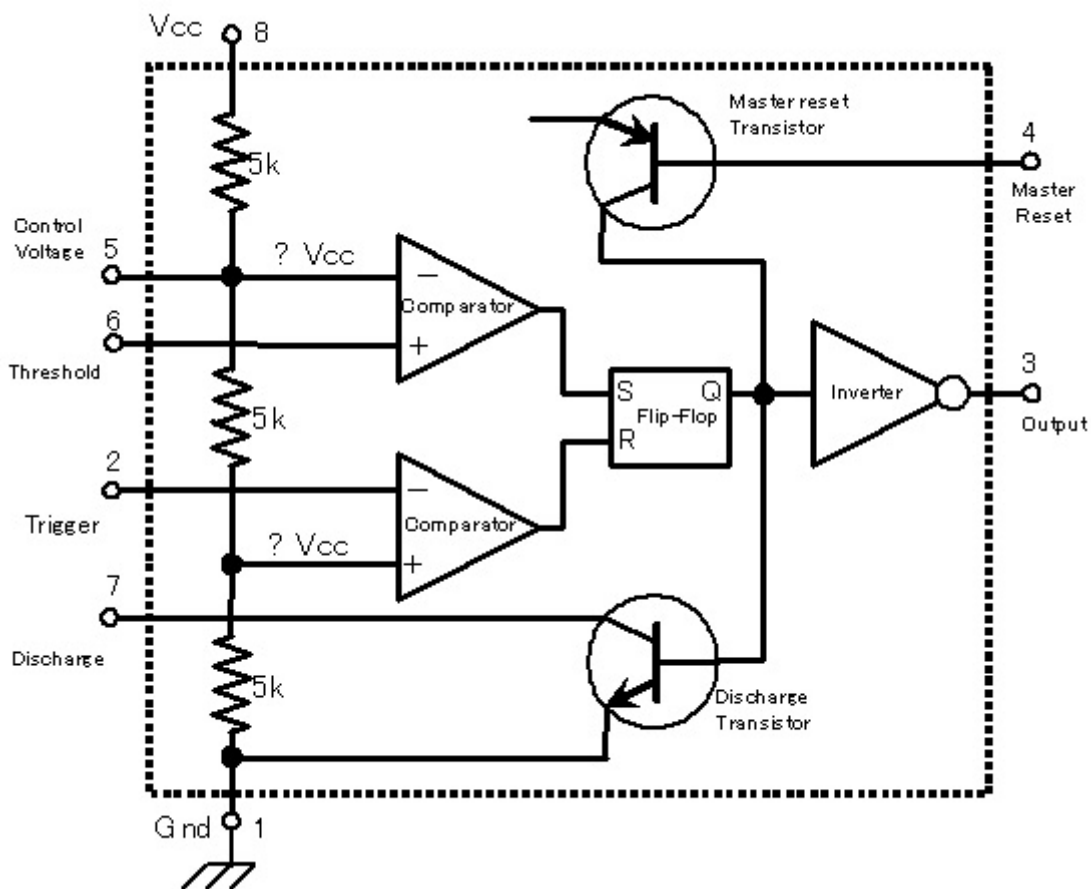 Vcc 8
Master reset
Transistor
4
5k
Master
Reset
Control
Voltage
5
? Vcc
−
Comparator
+
6
Threshold
S Q
Flip-Flop
R
Inverter
3
Output
5k
2
Trigger
−
Comparator
? Vcc
+
7
Discharge
5k
Discharge
Transistor
Gnd 1